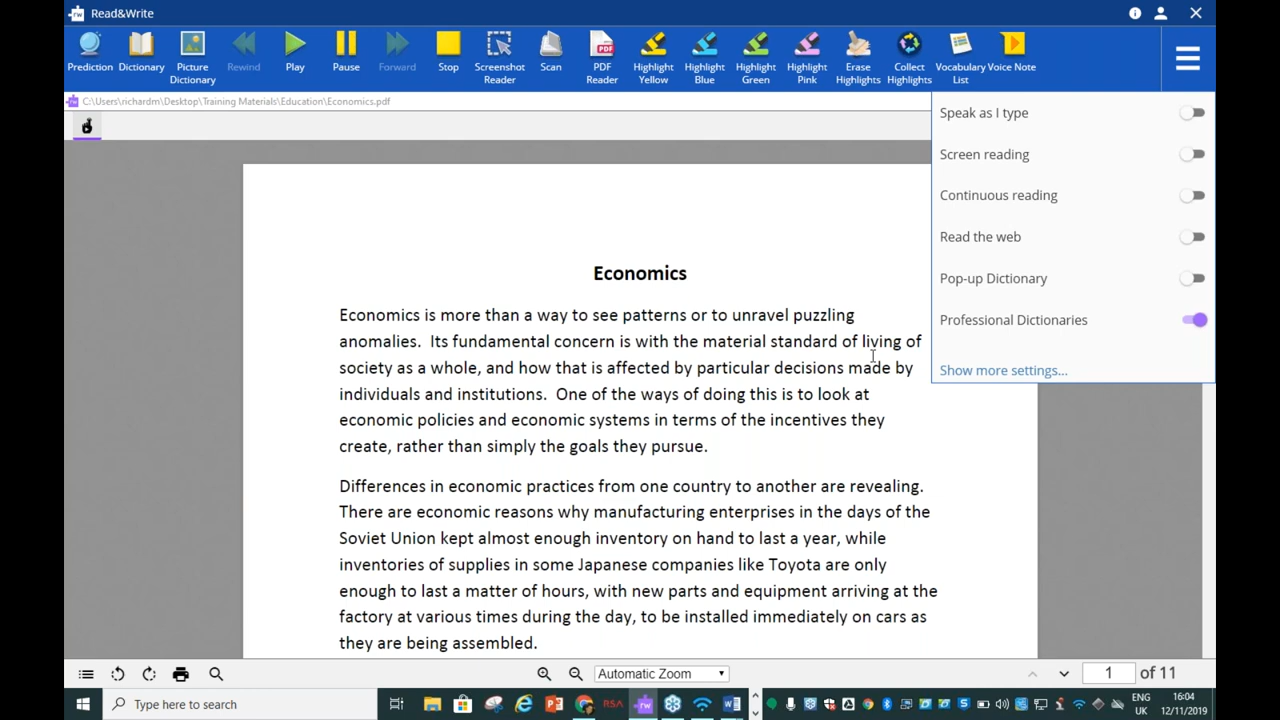 Read&Write
Prediction Dictionary Picture Dictionary Rewind Play Pause Forward Stop Screenshot Reader Scan PDF Reader Highlight Yellow Highlight Blue Highlight Green Highlight Pink Erase Highlights Collect Highlights Vocabulary List Voice Note
C:\Users\richardm\Desktop\Training Materials\Education\Economics.pdf
Speak as I type
Screen reading
Continuous reading
Read the web
Pop-up Dictionary
Professional Dictionaries
Show more settings...
Economics
Economics is more than a way to see patterns or to unravel puzzling
anomalies.  Its fundamental concern is with the material standard of living of
society as a whole, and how that is affected by particular decisions made by
individuals and institutions.  One of the ways of doing this is to look at
economic policies and economic systems in terms of the incentives they
create, rather than simply the goals they pursue.
Differences in economic practices from one country to another are revealing.
There are economic reasons why manufacturing enterprises in the days of the
Soviet Union kept almost enough inventory on hand to last a year, while
inventories of supplies in some Japanese companies like Toyota are only
enough to last a matter of hours, with new parts and equipment arriving at the
factory at various times during the day, to be installed immediately on cars as
they are being assembled.
Automatic Zoom 1 of 11
Type here to search RSA ENG UK 16:04 12/11/2019